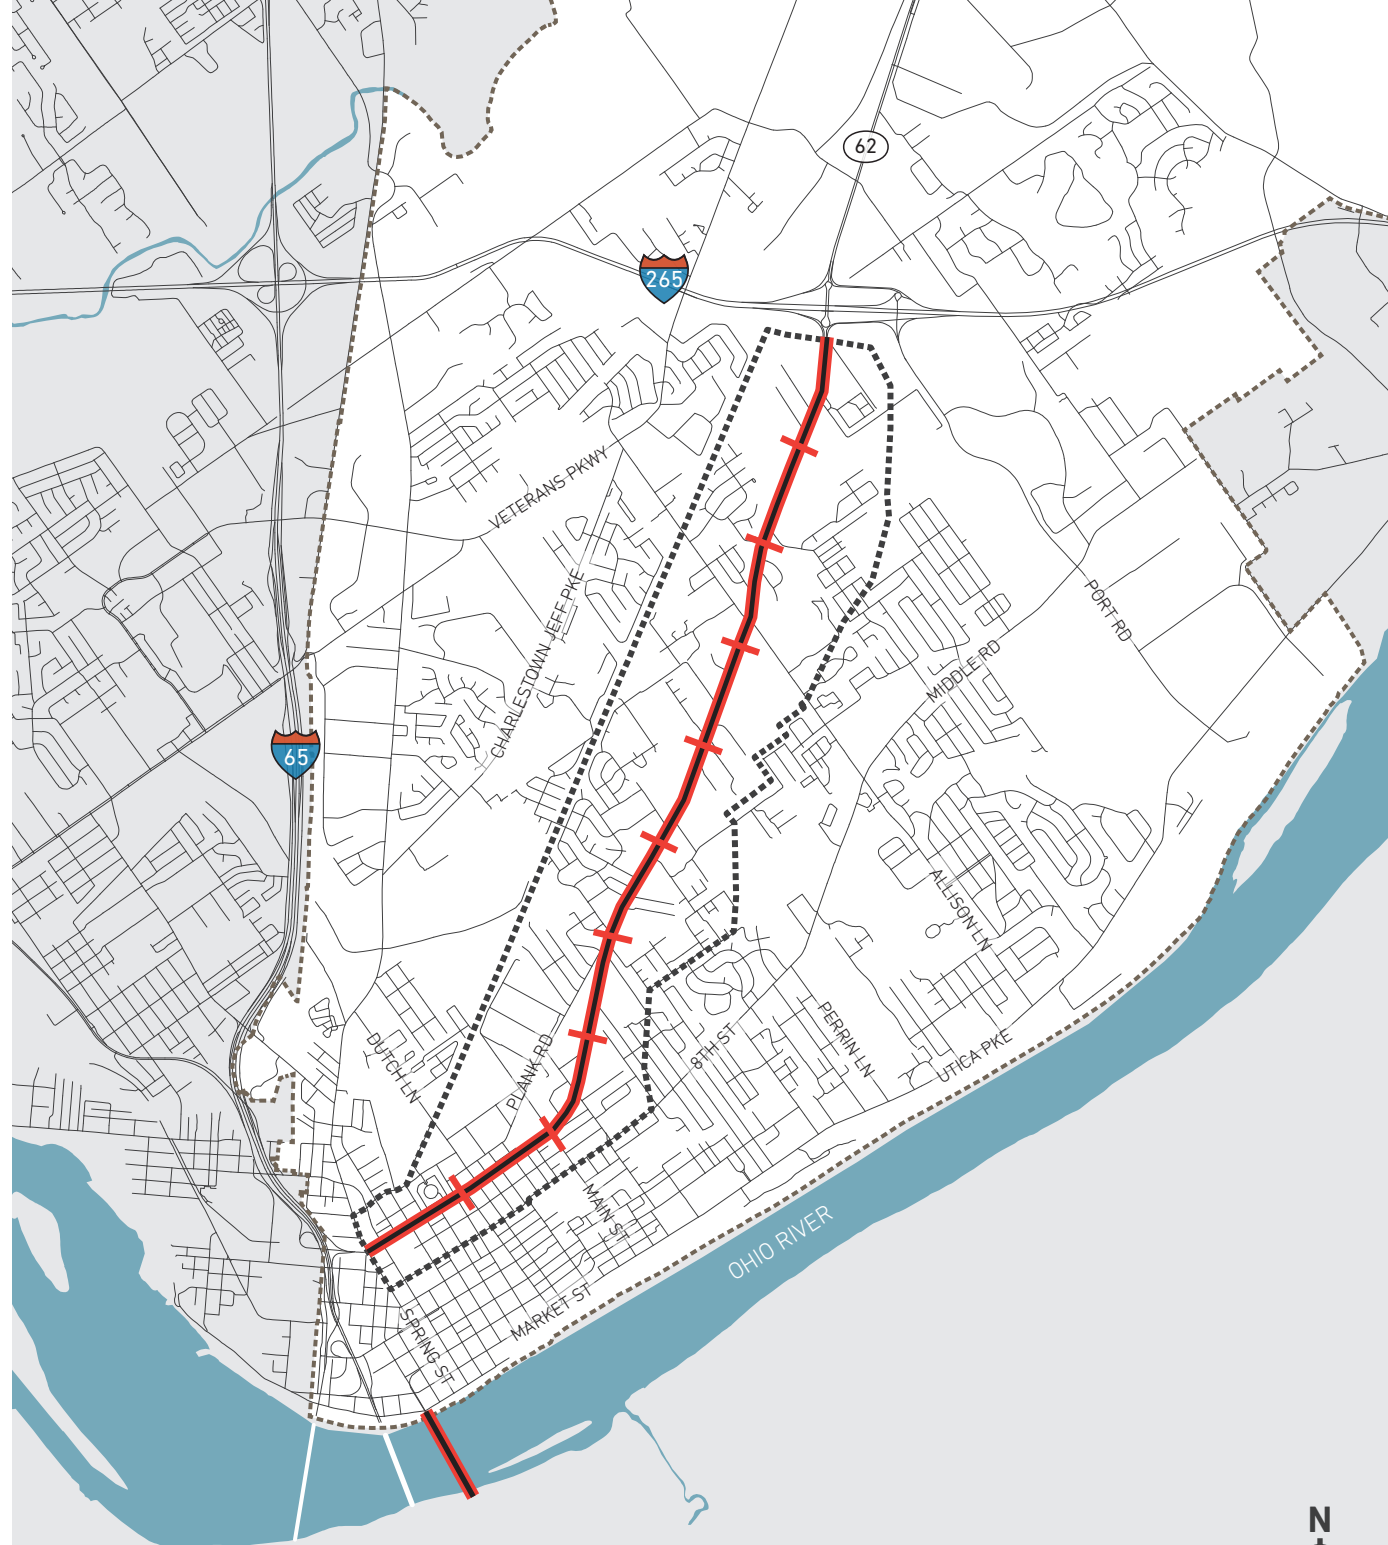 62
265
VETERANS PKWY
CHARLESTOWN JEFF PKE
PORT RD
MIDDLE RD
65
ALLISON LN
DUTCH LN
PLANK RD
8TH ST
PERRIN LN
UTICA PKE
MAIN ST
OHIO RIVER
MARKET ST
SPRING ST
N